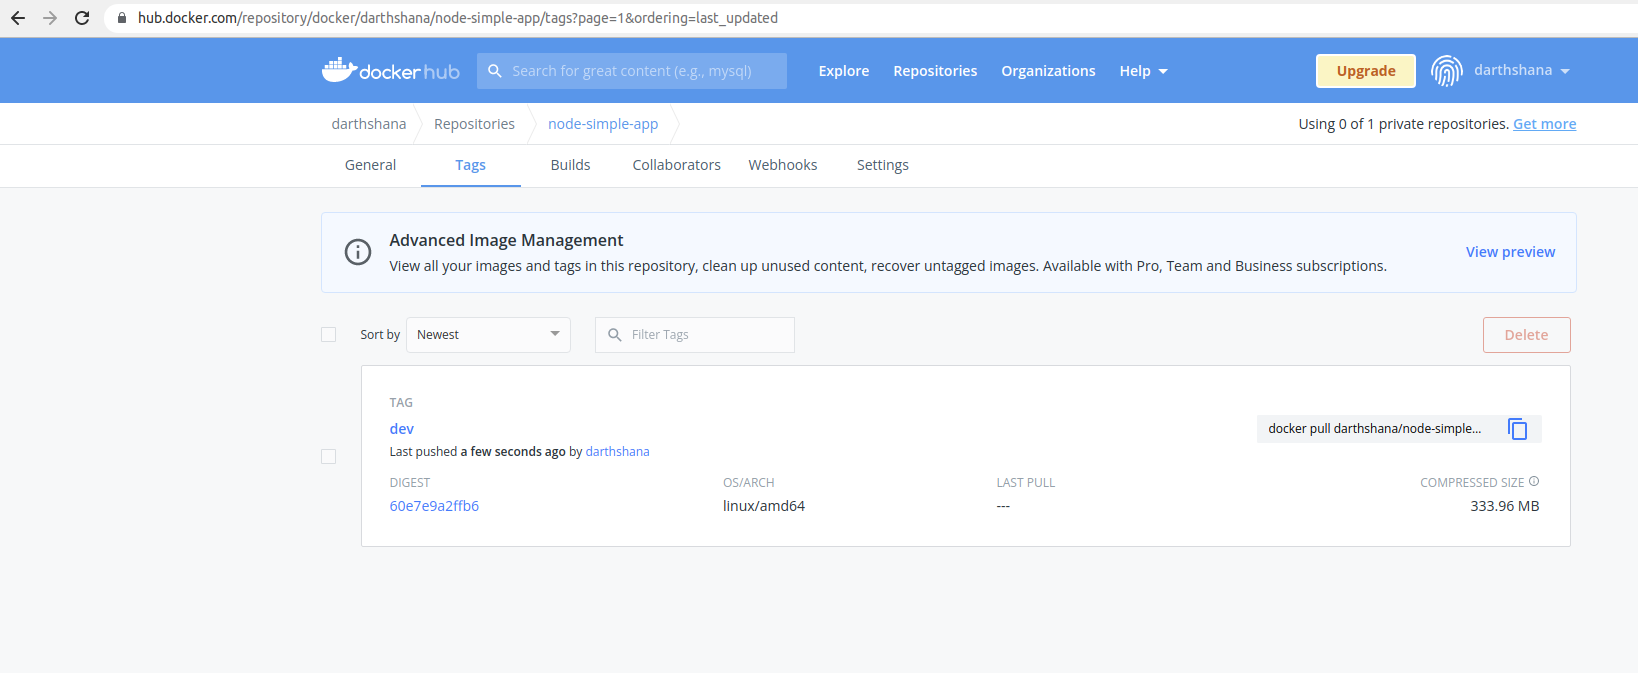 hub.docker.com/repository/docker/darthshana/node-simple-app/tags?page=1&ordering=last_updated
dockerhub Search for great content (e.g., mysql) Explore Repositories Organizations Help Upgrade darthshana
darthshana Repositories node-simple-app Using 0 of 1 private repositories. Get more
General Tags Builds Collaborators Webhooks Settings
Advanced Image Management
View all your images and tags in this repository, clean up unused content, recover untagged images. Available with Pro, Team and Business subscriptions.
View preview
Sort by Newest Filter Tags Delete
TAG
dev
docker pull darthshana/node-simple...
Last pushed a few seconds ago by darthshana
DIGEST OS/ARCH LAST PULL COMPRESSED SIZE
60e7e9a2ffb6 linux/amd64 --- 333.96 MB